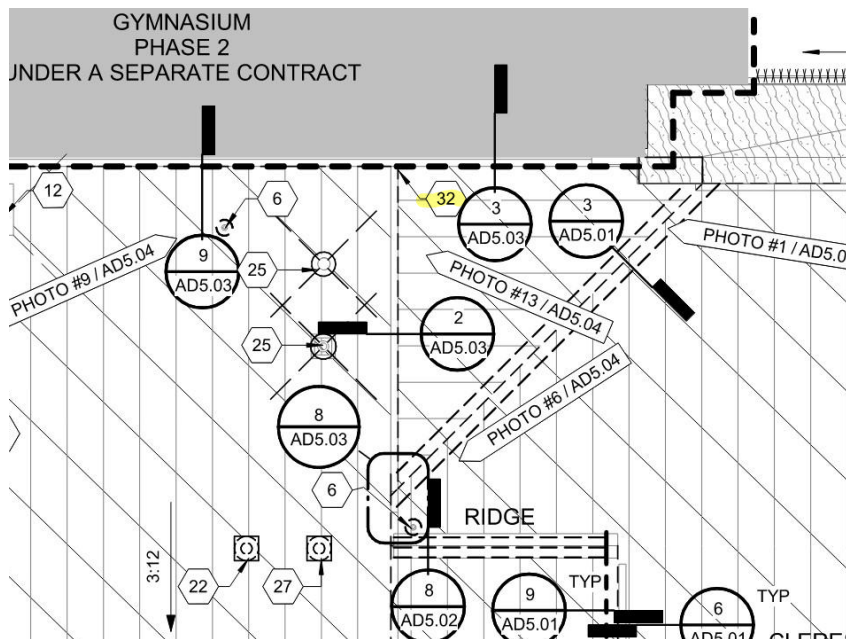 GYMNASIUM
PHASE 2
UNDER A SEPARATE CONTRACT
12
6
32
3
AD5.03
3
AD5.01
PHOTO #1 / AD5.0
PHOTO #9 / AD5.04
9
AD5.03
25
PHOTO #13 / AD5.04
2
AD5.03
25
PHOTO #6 / AD5.04
8
AD5.03
6
RIDGE
3:12
22
27
8
AD5.02
9
AD5.01
TYP
6
AD5.01
TYP